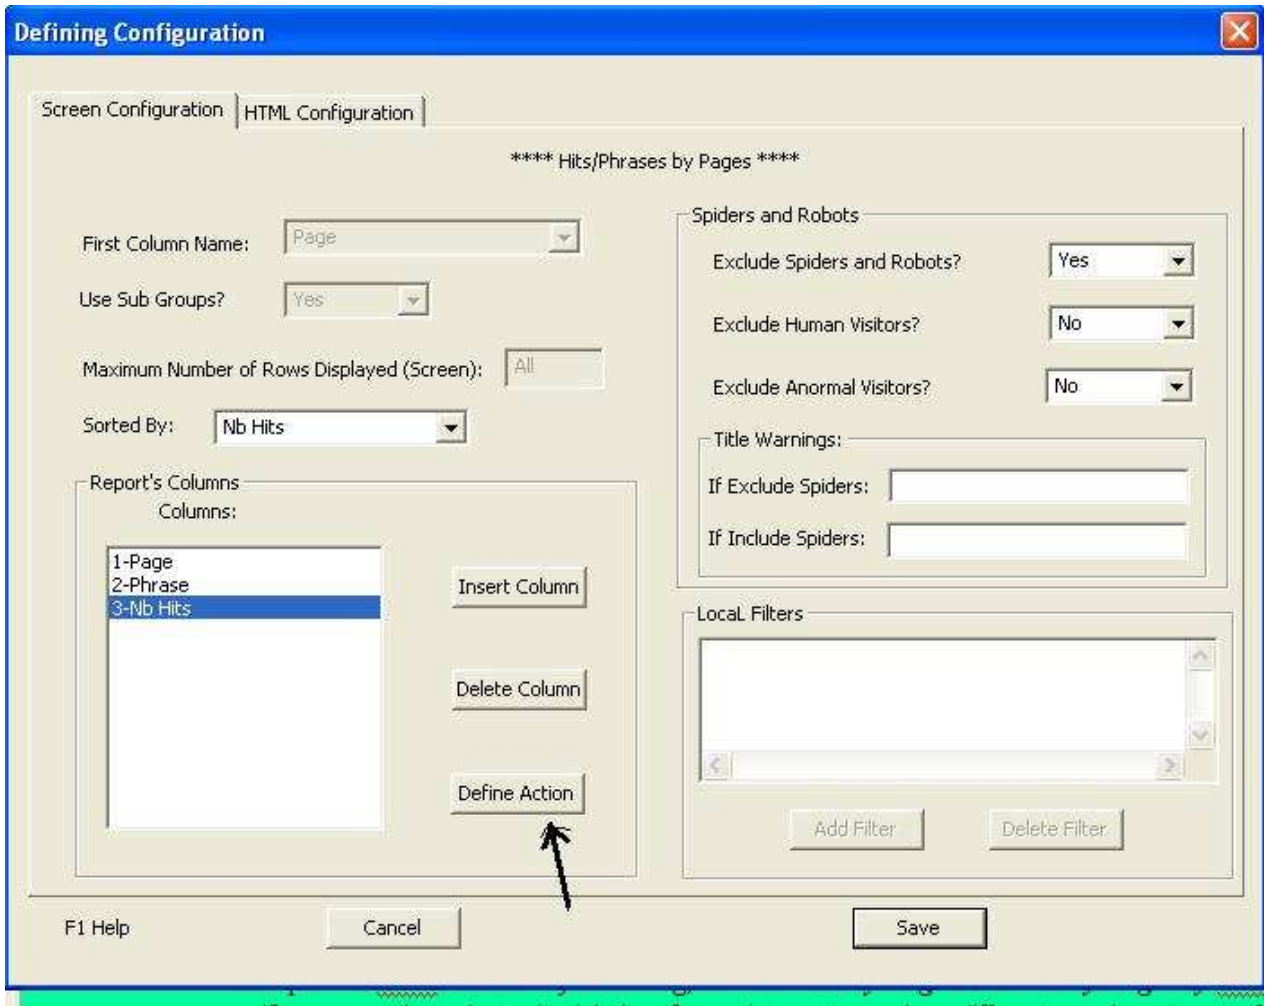 Defining Configuration
Screen Configuration
HTML Configuration
**** Hits/Phrases by Pages ****
First Column Name:
Page
Use Sub Groups?
Yes
Maximum Number of Rows Displayed (Screen):
All
Sorted By:
Nb Hits
Report's Columns
Columns:
1-Page
2-Phrase
3-Nb Hits
Insert Column
Delete Column
Define Action
Spiders and Robots
Exclude Spiders and Robots?
Yes
Exclude Human Visitors?
No
Exclude Anormal Visitors?
No
Title Warnings:
If Exclude Spiders:
If Include Spiders:
LocaL Filters
Add Filter
Delete Filter
F1 Help
Cancel
Save